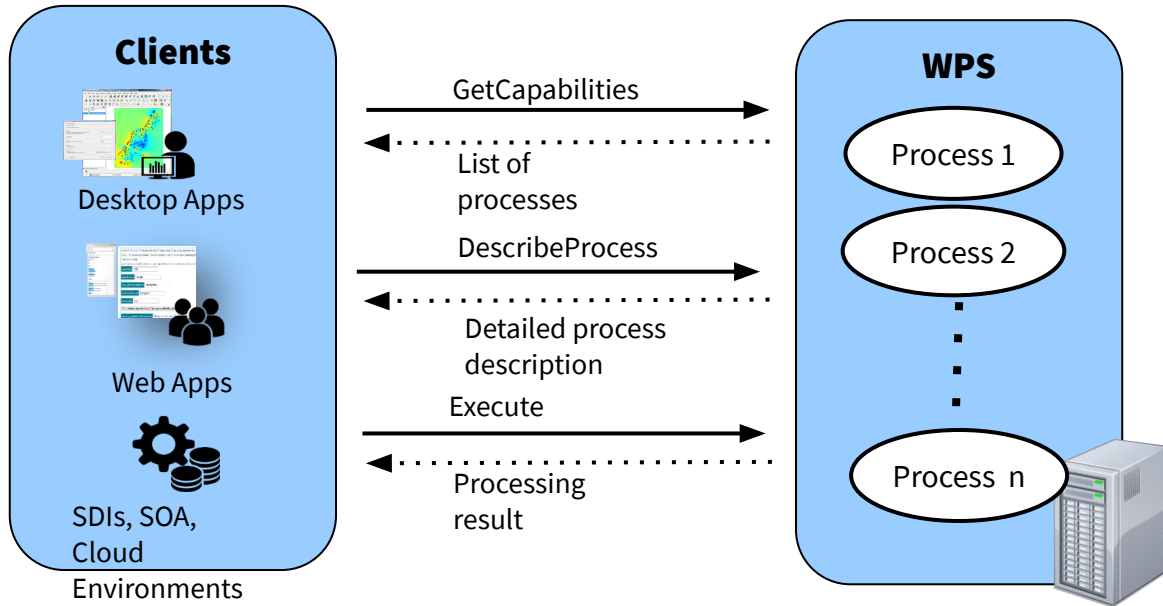 Clients
Desktop Apps
Web Apps
SDIs, SOA,
Cloud
Environments
GetCapabilities
List of
processes
DescribeProcess
Detailed process
description
Execute
Processing
result
WPS
Process 1
Process 2
Process n